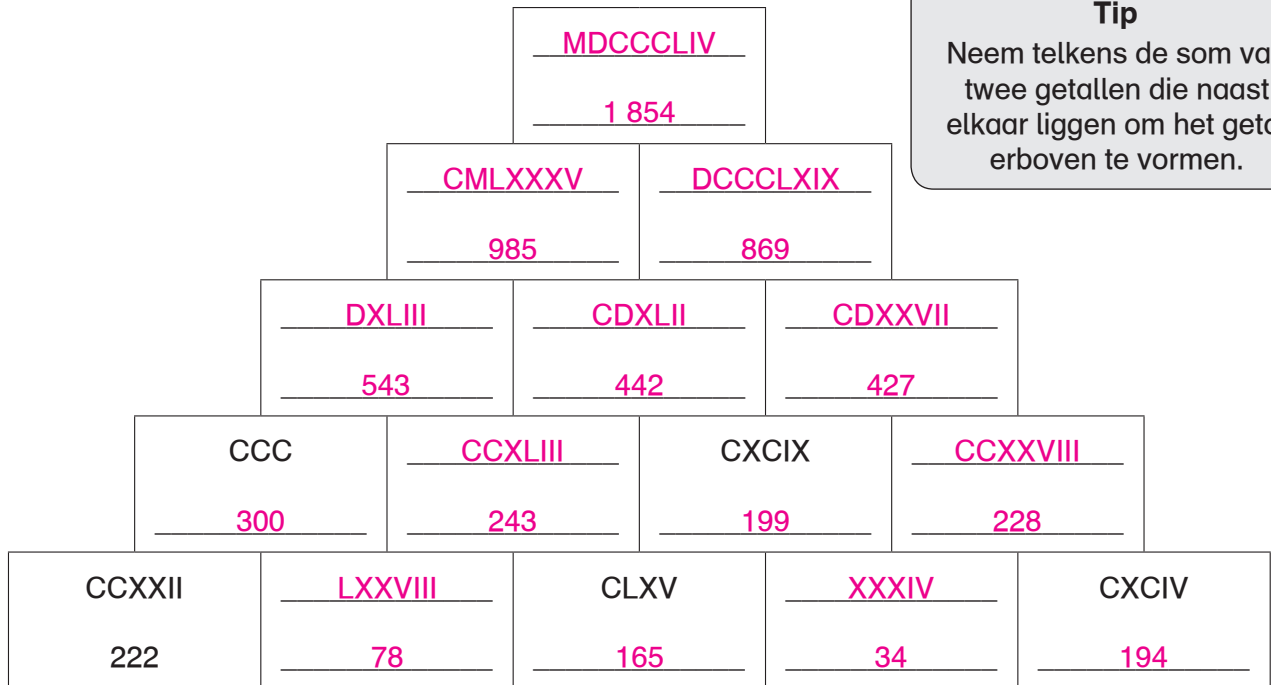 Tip
Neem telkens de som va
twee getallen die naast
elkaar liggen om het get
erboven te vormen.
MDCCCLIV
1 854
CMLXXXV DCCCLXIX
985 869
DXLIII CDXLII CDXXVII
543 442 427
CCC CCXLIII CXCIX CCXXVIII
300 243 199 228
CCXXII LXXVIII CLXV XXXIV CXCIV
222 78 165 34 194